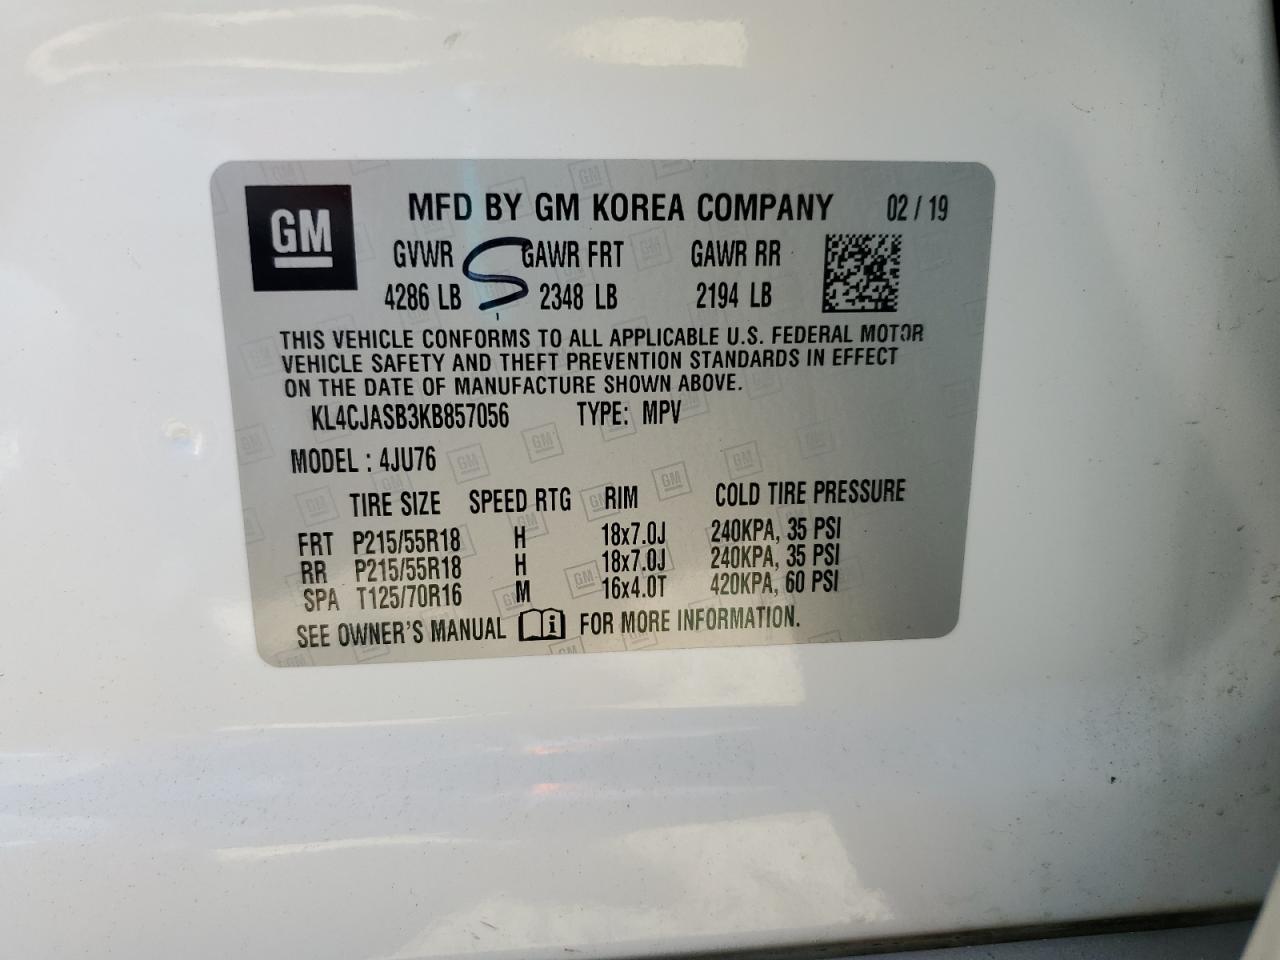 GM MFD BY GM KOREA COMPANY 02 / 19
GVWR S GAWR FRT GAWR RR
4286 LB 2348 LB 2194 LB
THIS VEHICLE CONFORMS TO ALL APPLICABLE U.S. FEDERAL MOTOR
VEHICLE SAFETY AND THEFT PREVENTION STANDARDS IN EFFECT
ON THE DATE OF MANUFACTURE SHOWN ABOVE.
KL4CJASB3KB857056 TYPE: MPV
MODEL : 4JU76
TIRE SIZE SPEED RTG RIM COLD TIRE PRESSURE
FRT P215/55R18 H 18x7.0J 240KPA, 35 PSI
RR P215/55R18 H 18x7.0J 240KPA, 35 PSI
SPA T125/70R16 M 16x4.0T 420KPA, 60 PSI
SEE OWNER'S MANUAL i FOR MORE INFORMATION.